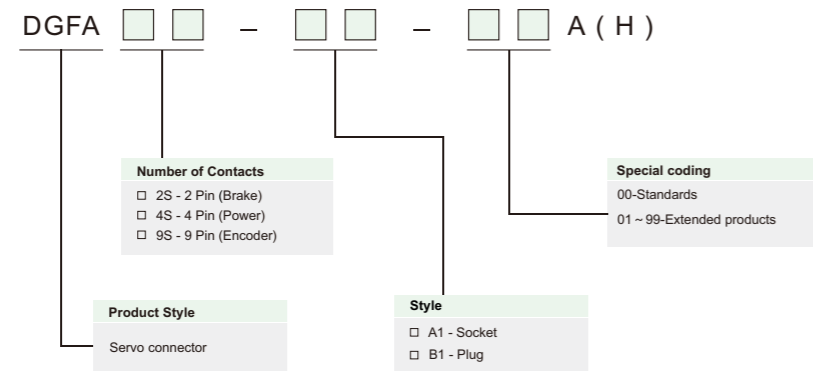 DGFA □□ – □□ – □□ A ( H )
Number of Contacts
□ 2S - 2 Pin (Brake)
□ 4S - 4 Pin (Power)
□ 9S - 9 Pin (Encoder)
Special coding
00-Standards
01 ~ 99-Extended products
Product Style
Servo connector
Style
□ A1 - Socket
□ B1 - Plug